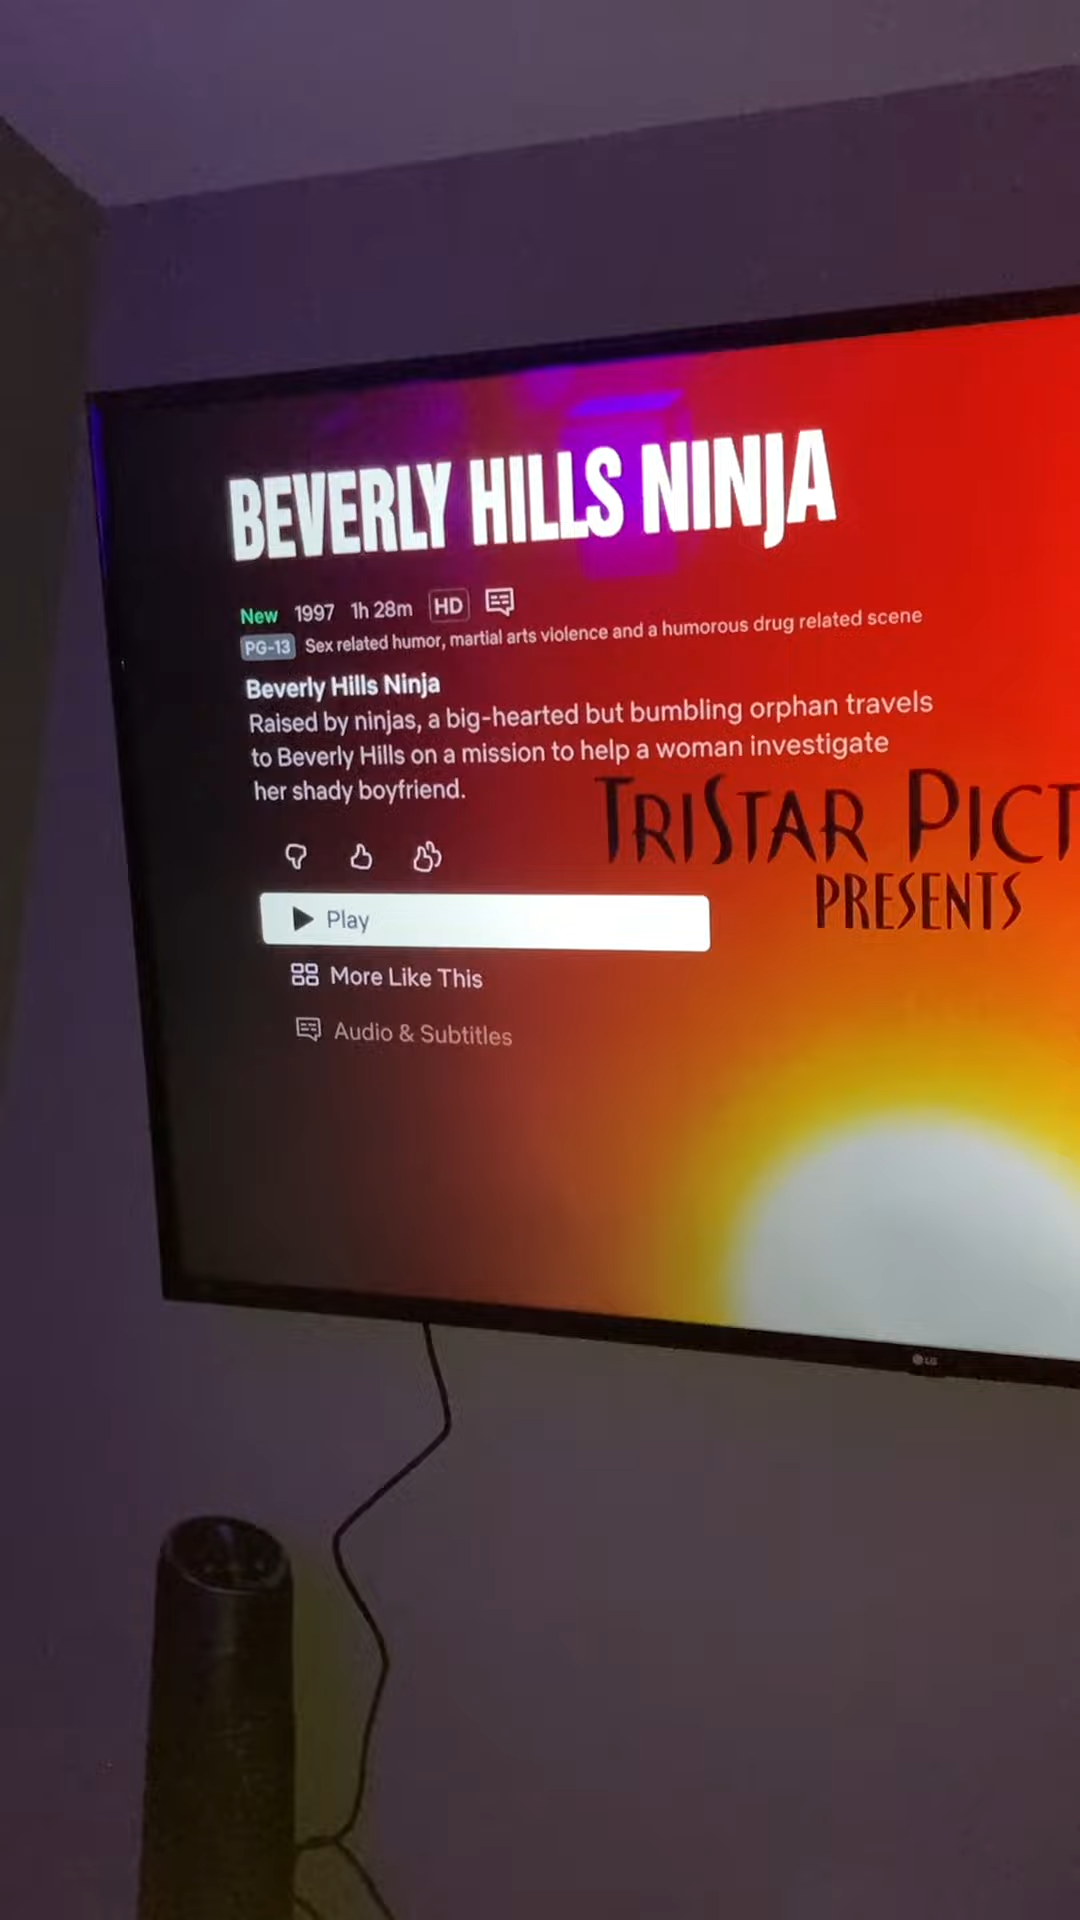 BEVERLY HILLS NINJA
New 1997 1h 28m HD
PG-13 Sex related humor, martial arts violence and a humorous drug related scene
Beverly Hills Ninja
Raised by ninjas, a big-hearted but bumbling orphan travels
to Beverly Hills on a mission to help a woman investigate
her shady boyfriend.
TRISTAR PICT
PRESENTS
Play
More Like This
Audio & Subtitles
LG